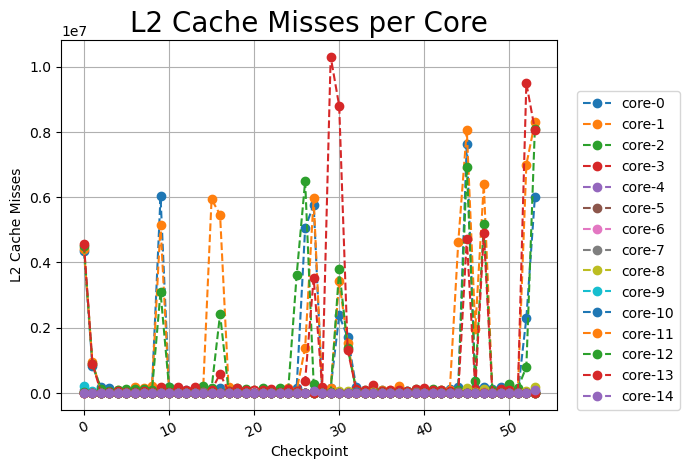 L2 Cache Misses per Core
1e7
1.0
0.8
0.6
0.4
0.2
0.0
L2 Cache Misses
0 10 20 30 40 50
Checkpoint
core-0
core-1
core-2
core-3
core-4
core-5
core-6
core-7
core-8
core-9
core-10
core-11
core-12
core-13
core-14